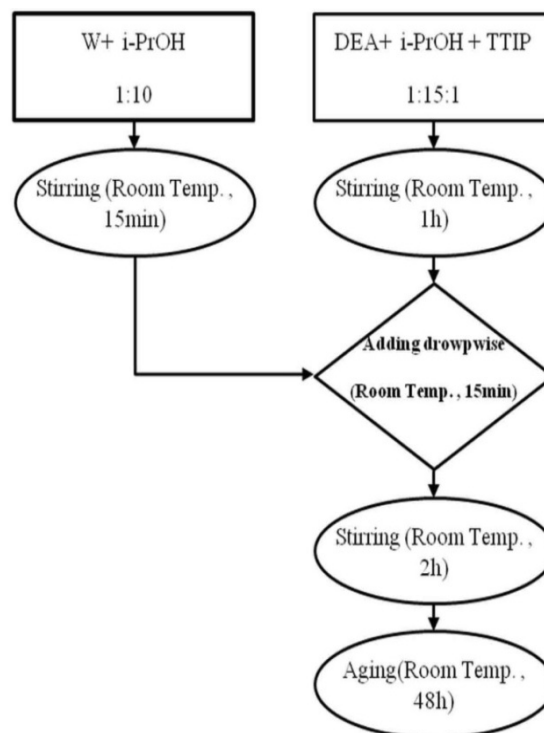 W+ i-PrOH
1:10
Stirring (Room Temp. ,
15min)
DEA+ i-PrOH + TTIP
1:15:1
Stirring (Room Temp. ,
1h)
Adding drowpwise
(Room Temp. , 15min)
Stirring (Room Temp. ,
2h)
Aging(Room Temp. ,
48h)